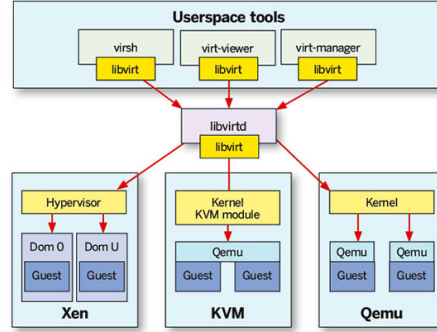 Userspace tools
virsh
virt-viewer
virt-manager
libvirt
libvirt
libvirt
libvirtd
libvirt
Hypervisor
Dom 0
Dom U
Guest
Guest
Xen
Kernel
KVM module
Qemu
Guest
Guest
KVM
Kernel
Qemu
Qemu
Guest
Guest
Qemu